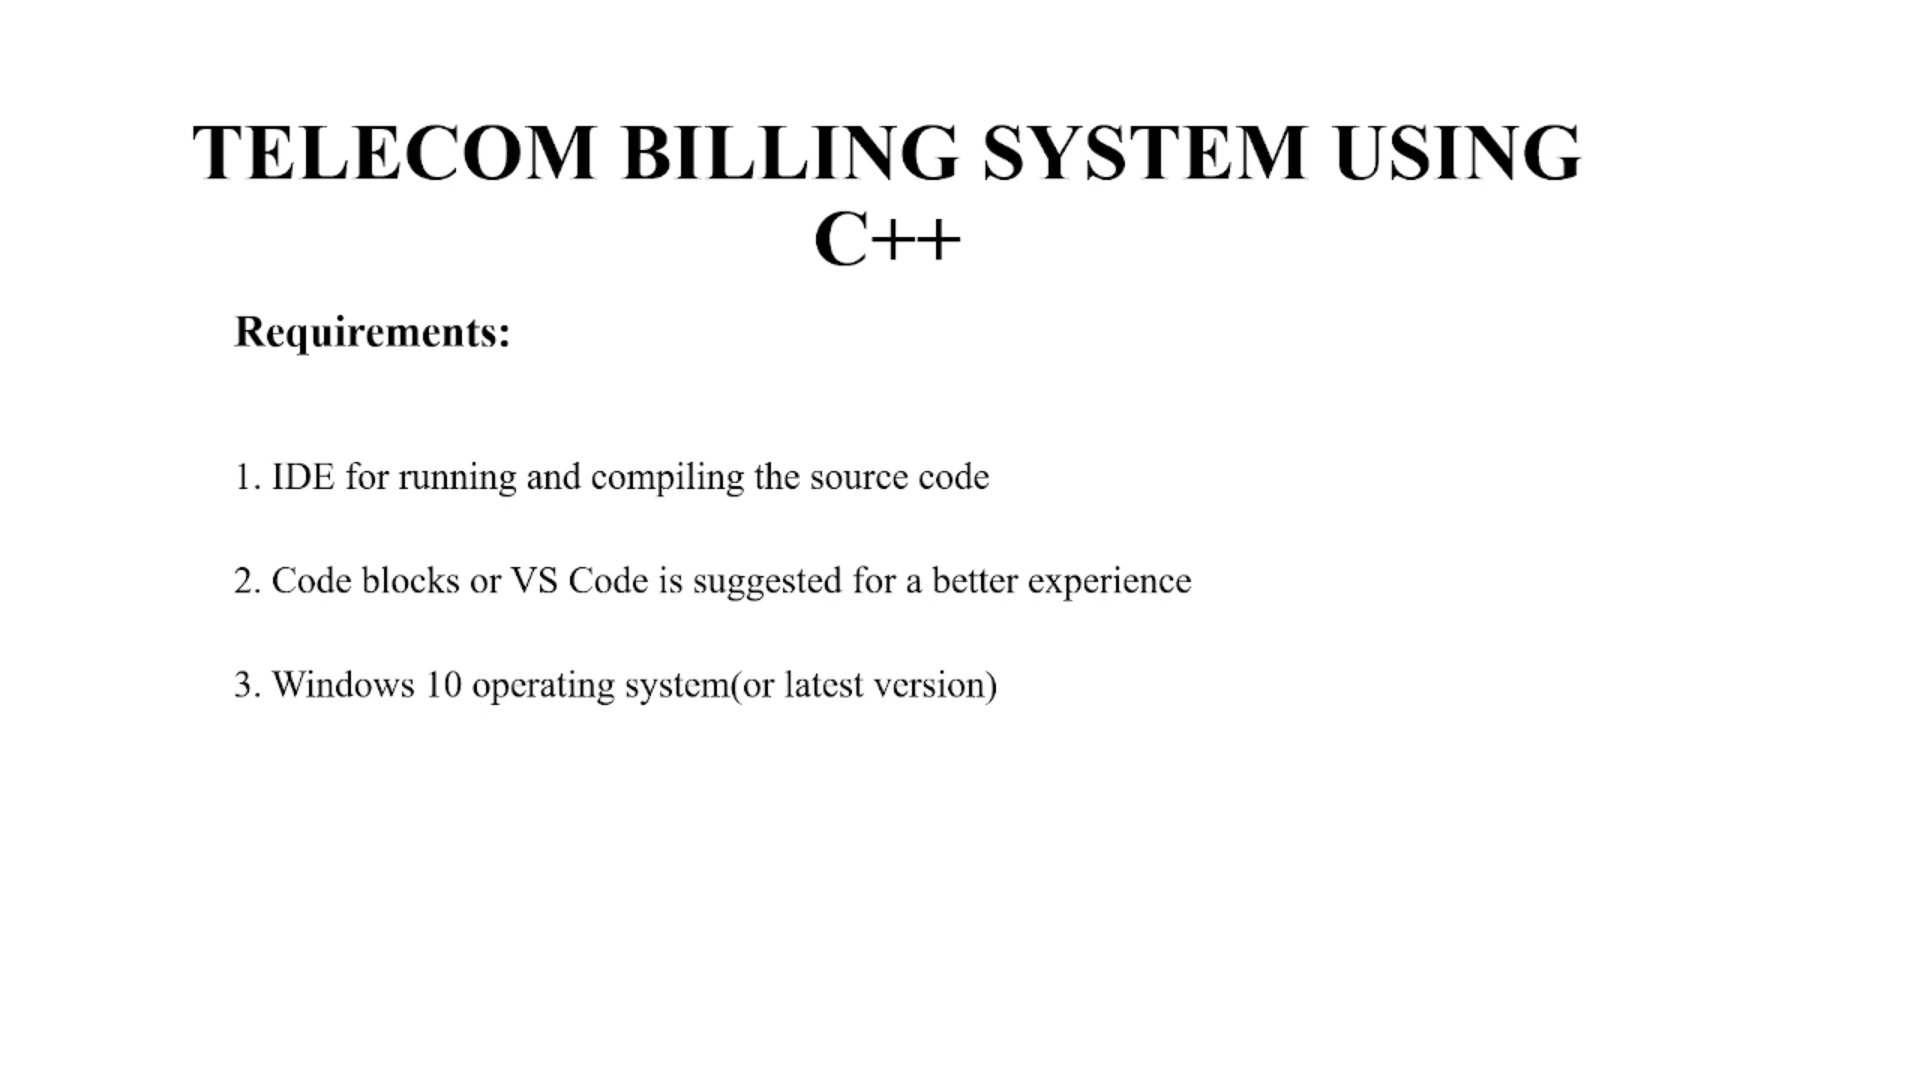 TELECOM BILLING SYSTEM USING
C++
Requirements:
1. IDE for running and compiling the source code
2. Code blocks or VS Code is suggested for a better experience
3. Windows 10 operating system(or latest version)